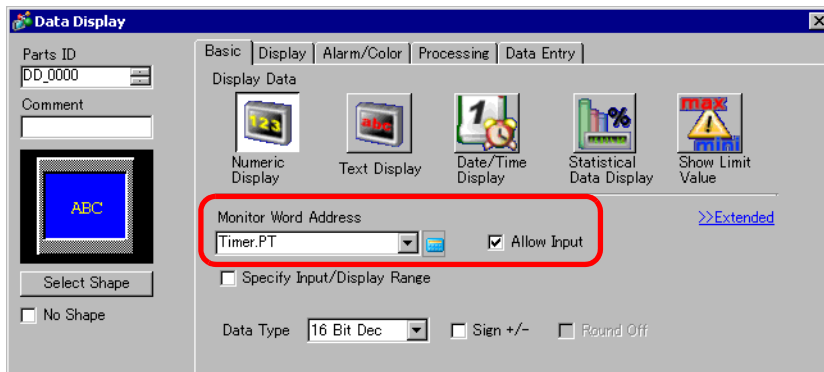 Data Display
Parts ID
DD_0000
Comment
ABC
Select Shape
No Shape
Basic Display Alarm/Color Processing Data Entry
Display Data
123
Numeric Display
abc
Text Display
1
Date/Time Display
%
Statistical Data Display
max
mini
Show Limit Value
Monitor Word Address
>>Extended
Timer.PT
Allow Input
Specify Input/Display Range
Data Type 16 Bit Dec Sign +/- Round Off